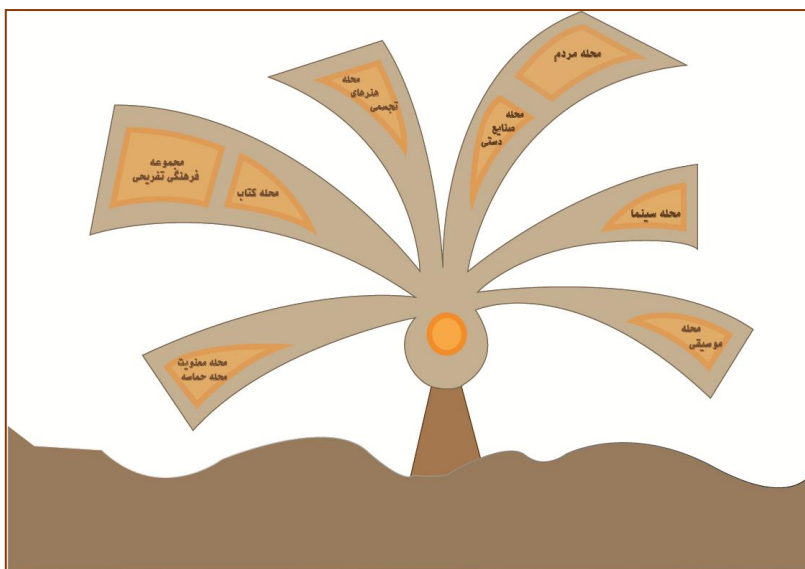 محله مردم
محله
صنایع
دستی
محله
هنرهای
تجسمی
مجموعه
فرهنگی تفریحی
محله کتاب
محله سینما
محله
موسیقی
محله معنویت
محله حماسه